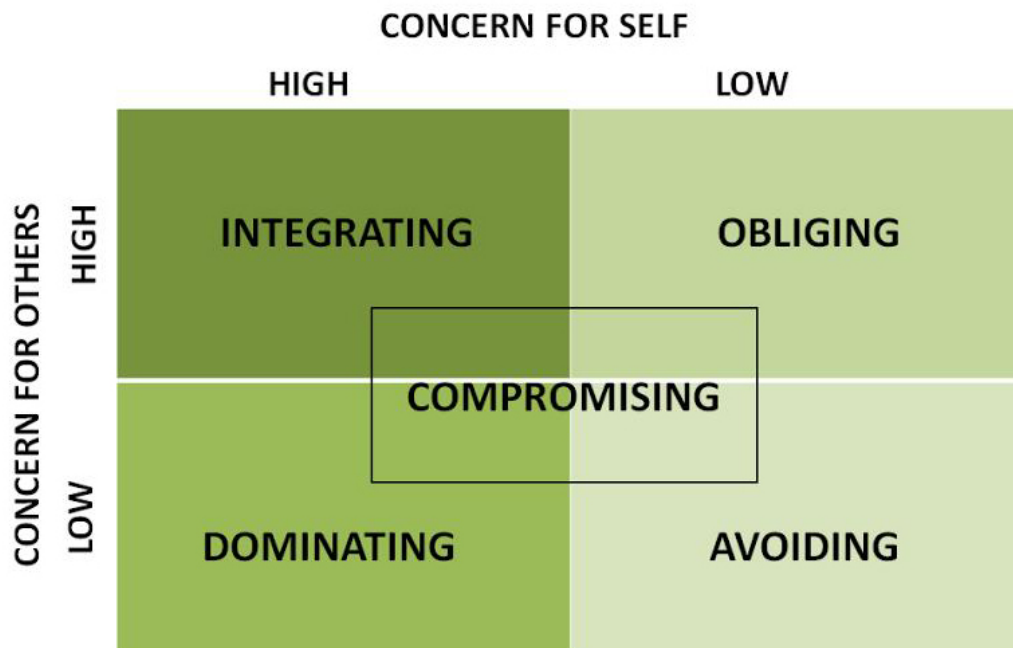 CONCERN FOR SELF
HIGH LOW
CONCERN FOR OTHERS
HIGH
INTEGRATING OBLIGING
COMPROMISING
LOW
DOMINATING AVOIDING